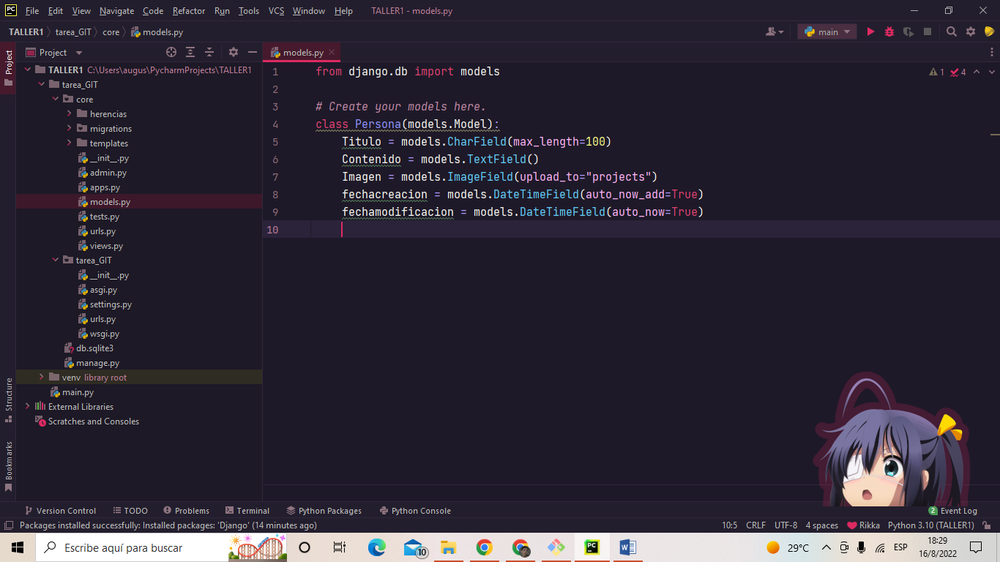 PC File Edit View Navigate Code Refactor Run Tools VCS Window Help TALLER1 - models.py
TALLER1 tarea_GIT core models.py main
Project
Project
models.py
TALLER1 C:\Users\augus\PycharmProjects\TALLER1
tarea_GIT
core
herencias
migrations
templates
__init__.py
admin.py
apps.py
models.py
tests.py
urls.py
views.py
tarea_GIT
__init__.py
asgi.py
settings.py
urls.py
wsgi.py
db.sqlite3
manage.py
venv library root
main.py
External Libraries
Scratches and Consoles
Structure
Bookmarks
1 from django.db import models
1 4
2
3 # Create your models here.
4 class Persona(models.Model):
5 Titulo = models.CharField(max_length=100)
6 Contenido = models.TextField()
7 Imagen = models.ImageField(upload_to="projects")
8 fechacreacion = models.DateTimeField(auto_now_add=True)
9 fechamodificacion = models.DateTimeField(auto_now=True)
10
Version Control TODO Problems Terminal Python Packages Python Console 2 Event Log
Packages installed successfully: Installed packages: 'Django' (14 minutes ago) 10:5 CRLF UTF-8 4 spaces Rikka Python 3.10 (TALLER1)
Escribe aquí para buscar 10 PC W 29°C ESP 18:29
16/8/2022